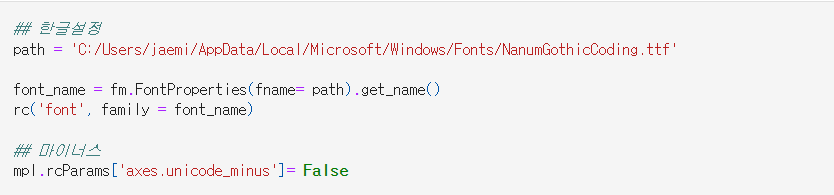 ## 한글설정
path = 'C:/Users/jaemi/AppData/Local/Microsoft/Windows/Fonts/NanumGothicCoding.ttf'
font_name = fm.FontProperties(fname= path).get_name()
rc('font', family = font_name)
## 마이너스
mpl.rcParams['axes.unicode_minus']= False